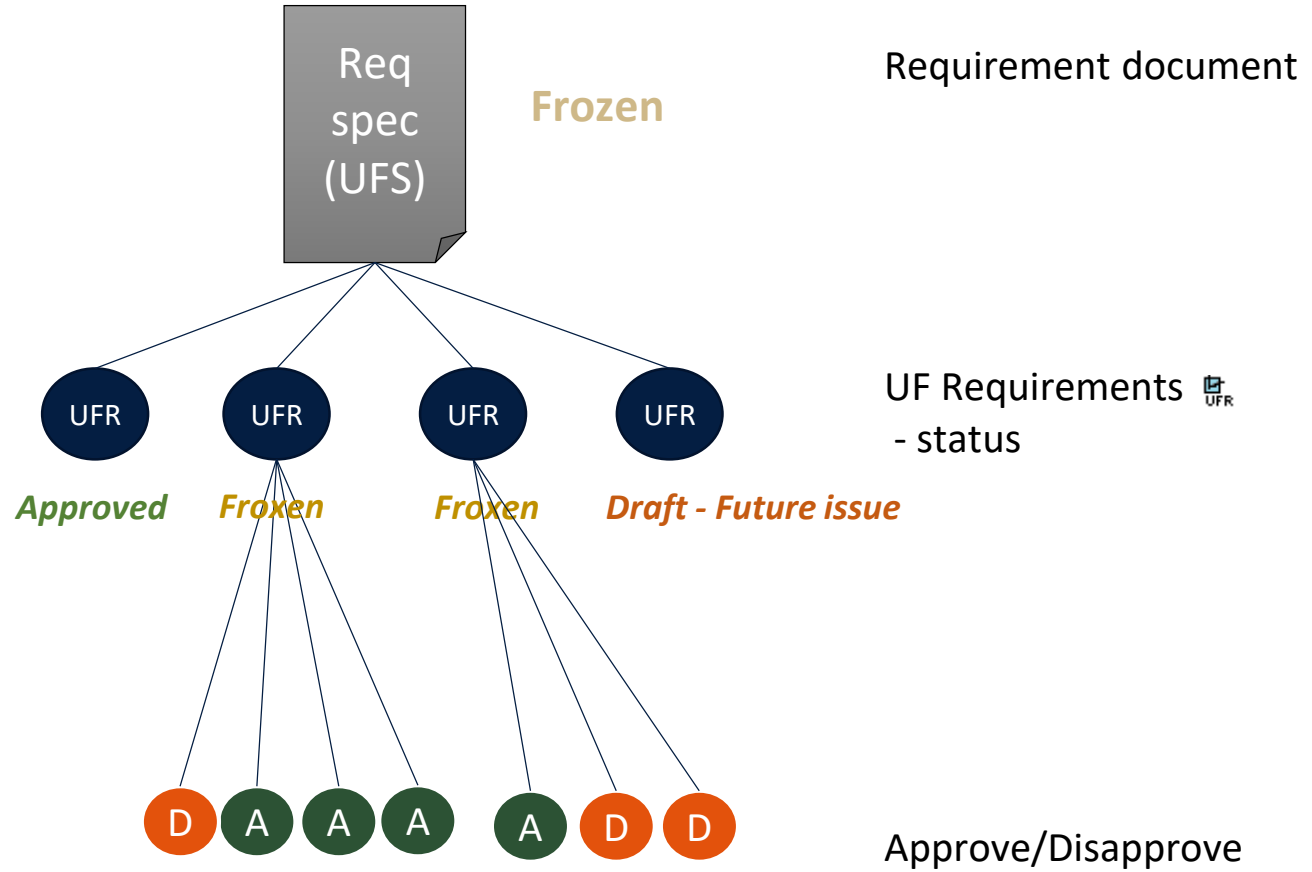 Req
spec
(UFS)
Frozen
Requirement document
UFR
UFR
UFR
UFR
UF Requirements UFR
- status
Approved
Froxen
Froxen
Draft - Future issue
D
A
A
A
A
D
D
Approve/Disapprove